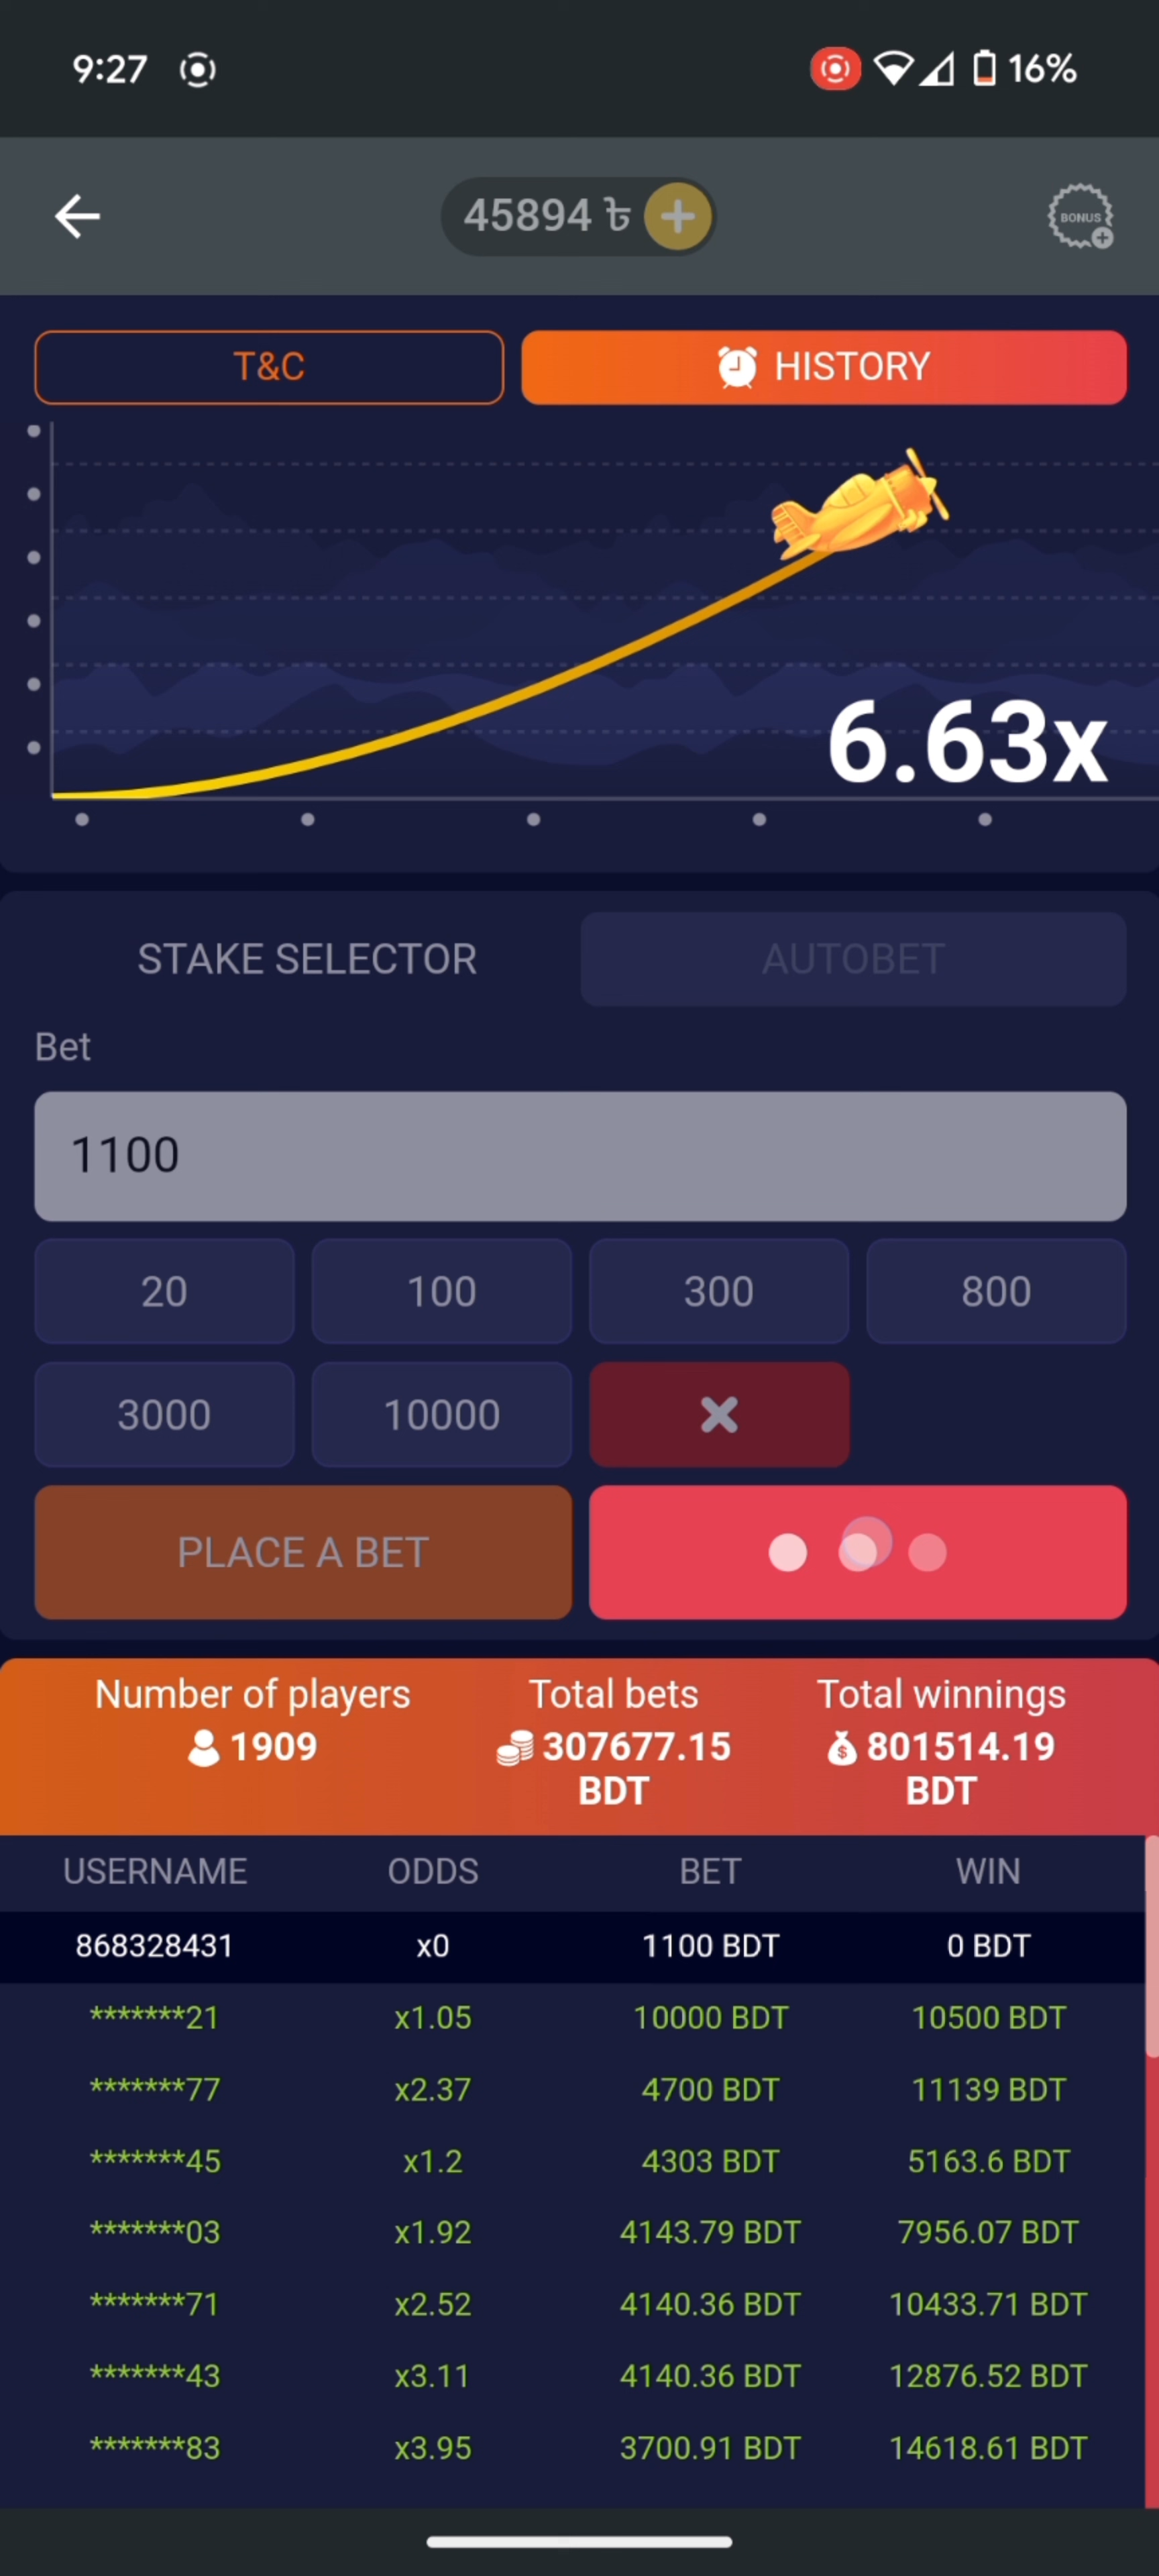 9:27 16%
45894 ৳
BONUS
T&C HISTORY
6.63x
STAKE SELECTOR AUTOBET
Bet
1100
20 100 300 800
3000 10000
PLACE A BET
Number of players Total bets Total winnings
1909 307677.15 801514.19
BDT BDT
USERNAME ODDS BET WIN
868328431 x0 1100 BDT 0 BDT
*******21 x1.05 10000 BDT 10500 BDT
*******77 x2.37 4700 BDT 11139 BDT
*******45 x1.2 4303 BDT 5163.6 BDT
*******03 x1.92 4143.79 BDT 7956.07 BDT
*******71 x2.52 4140.36 BDT 10433.71 BDT
*******43 x3.11 4140.36 BDT 12876.52 BDT
*******83 x3.95 3700.91 BDT 14618.61 BDT